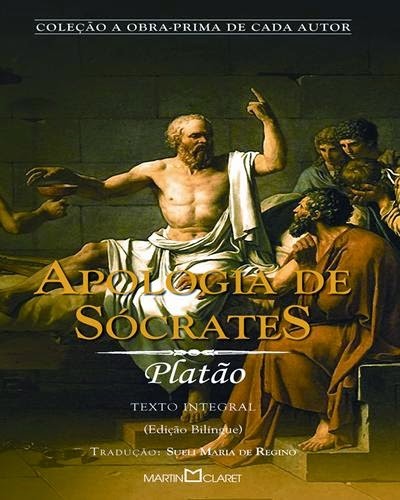 COLEÇÃO A OBRA-PRIMA DE CADA AUTOR
APOLOGIA DE
SÓCRATES
Platão
TEXTO INTEGRAL
(Edição Bilíngue)
TRADUÇÃO: SUELI MARIA DE REGINO
MARTIN CLARET